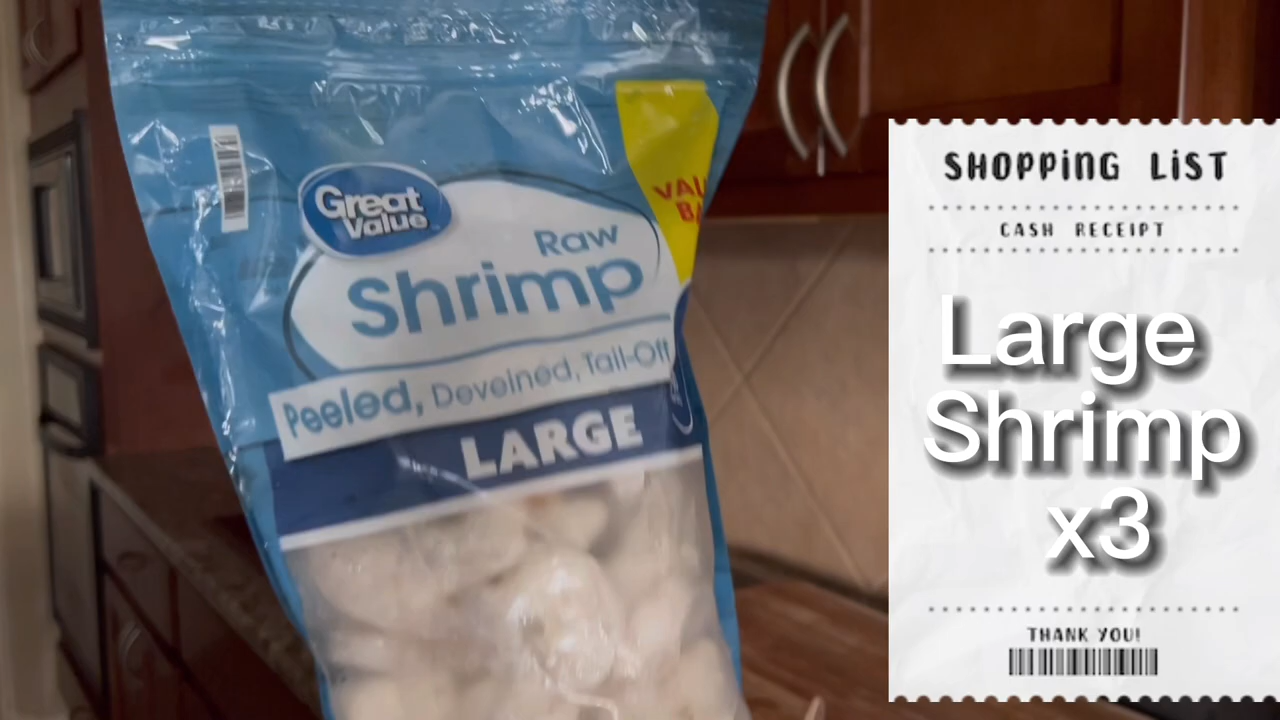 Great
Value
Raw
Shrimp
Peeled, Deveined, Tail-Off
LARGE
SHOPPING LIST
CASH RECEIPT
Large
Shrimp
x3
THANK YOU!